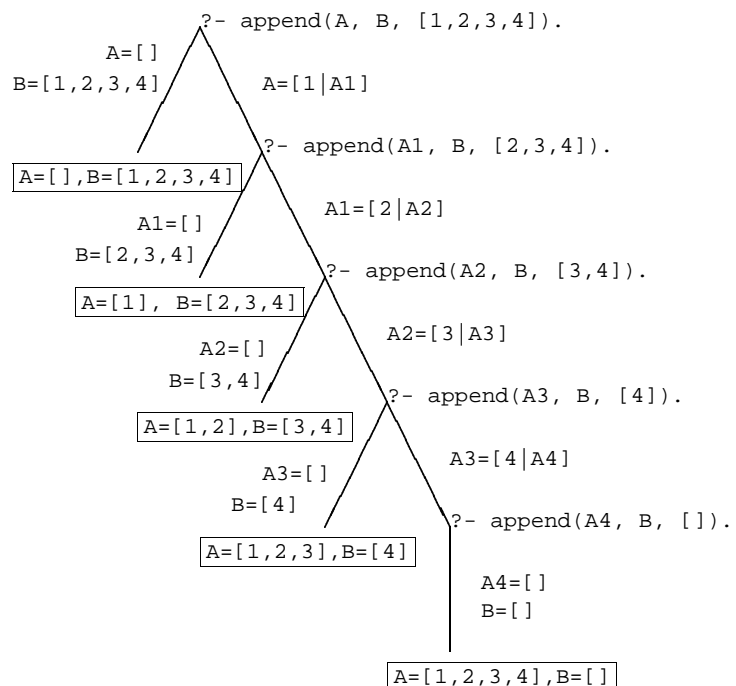 ?- append(A, B, [1,2,3,4]).
A=[]
B=[1,2,3,4]
A=[1|A1]
?- append(A1, B, [2,3,4]).
A=[],B=[1,2,3,4]
A1=[]
B=[2,3,4]
A1=[2|A2]
?- append(A2, B, [3,4]).
A=[1], B=[2,3,4]
A2=[]
B=[3,4]
A2=[3|A3]
?- append(A3, B, [4]).
A=[1,2],B=[3,4]
A3=[]
B=[4]
A3=[4|A4]
?- append(A4, B, []).
A=[1,2,3],B=[4]
A4=[]
B=[]
A=[1,2,3,4],B=[]